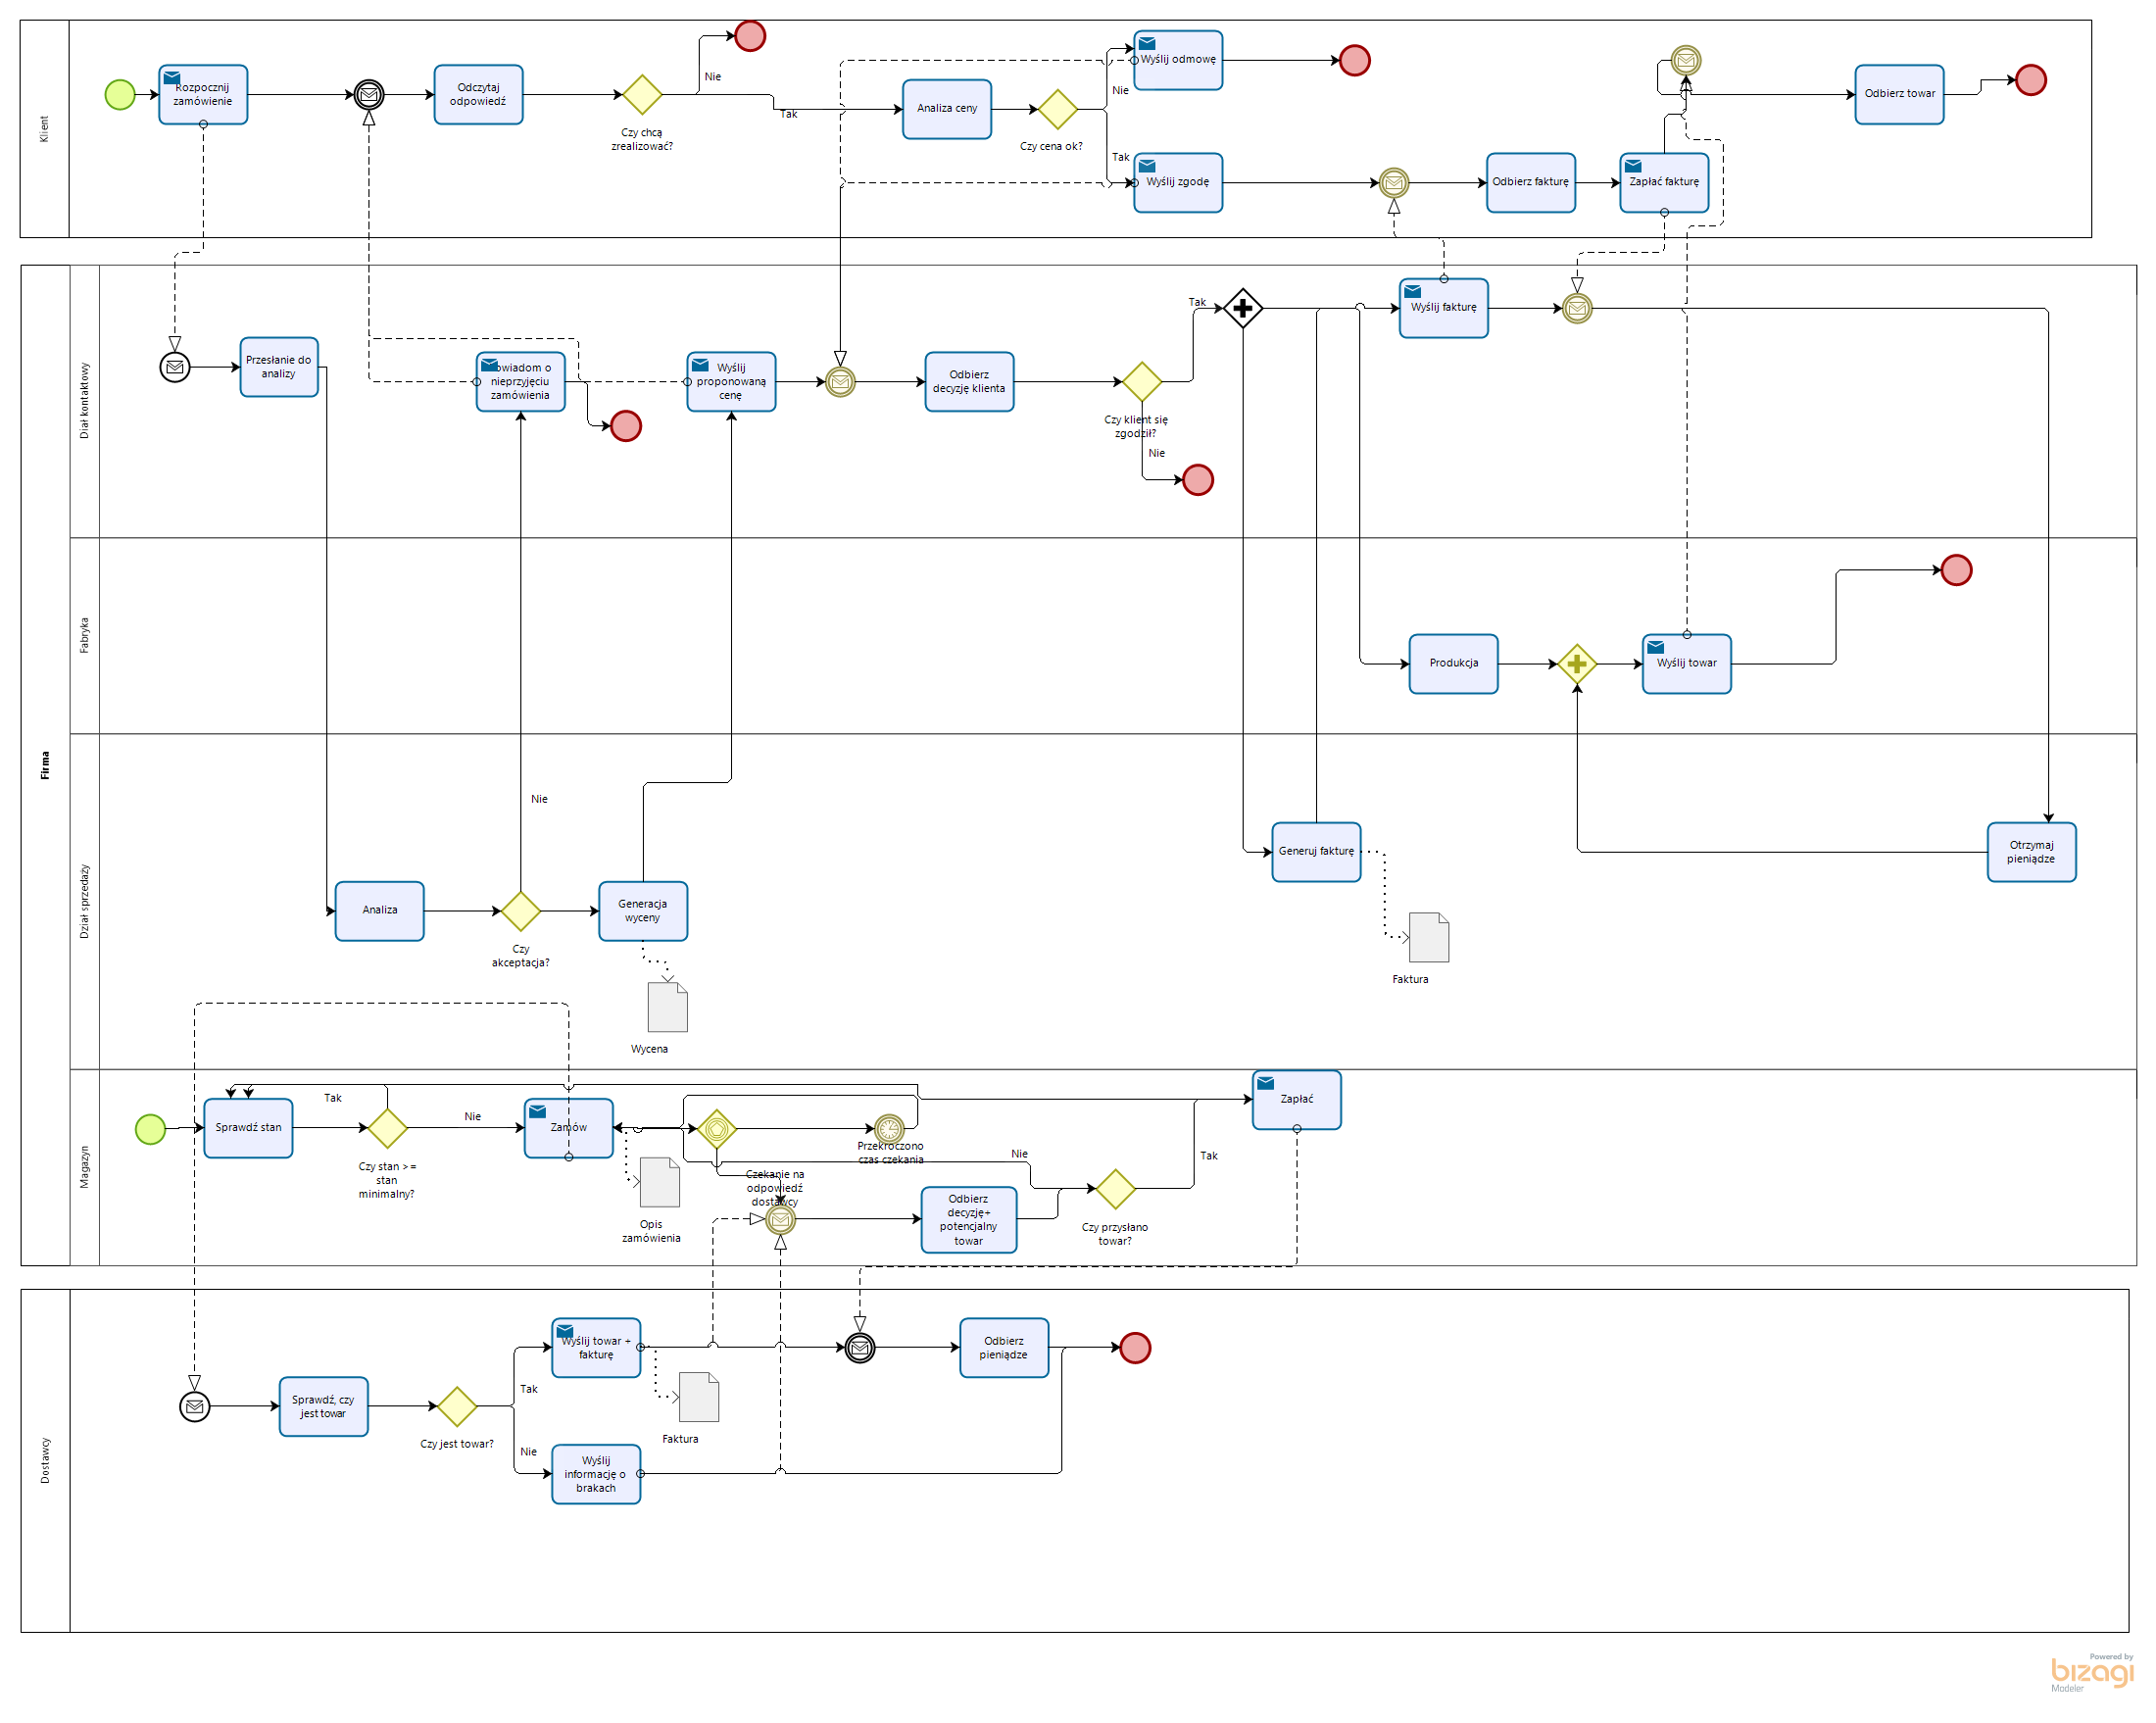 Klient
Rozpocznij
zamówienie
Odczytaj
odpowiedź
Czy chcą
zrealizować?
Nie
Tak
Analiza ceny
Czy cena ok?
Nie
Tak
Wyślij odmowę
Wyślij zgodę
Odbierz fakturę
Zapłać fakturę
Odbierz towar
Firma
Diał kontaktowy
Przesłanie do
analizy
owiadom o
nieprzyjęciu
zamówienia
Wyślij
proponowaną
cenę
Odbierz
decyzję klienta
Czy klient się
zgodził?
Tak
Nie
Wyślij fakturę
Fabryka
Produkcja
Wyślij towar
Dział sprzedaży
Nie
Analiza
Czy
akceptacja?
Generacja
wyceny
Wycena
Generuj fakturę
Faktura
Otrzymaj
pieniądze
Magazyn
Sprawdź stan
Tak
Czy stan >=
stan
minimalny?
Nie
Zamów
Opis
zamówienia
Przekroczono
czas czekania
Czekanie na
odpowiedź
dostawcy
Odbierz
decyzję+
potencjalny
towar
Nie
Czy przysłano
towar?
Tak
Zapłać
Dostawcy
Sprawdź, czy
jest towar
Czy jest towar?
Tak
Nie
Wyślij towar +
fakturę
Faktura
Wyślij
informację o
brakach
Odbierz
pieniądze
Powered by
bizagi
Modeler